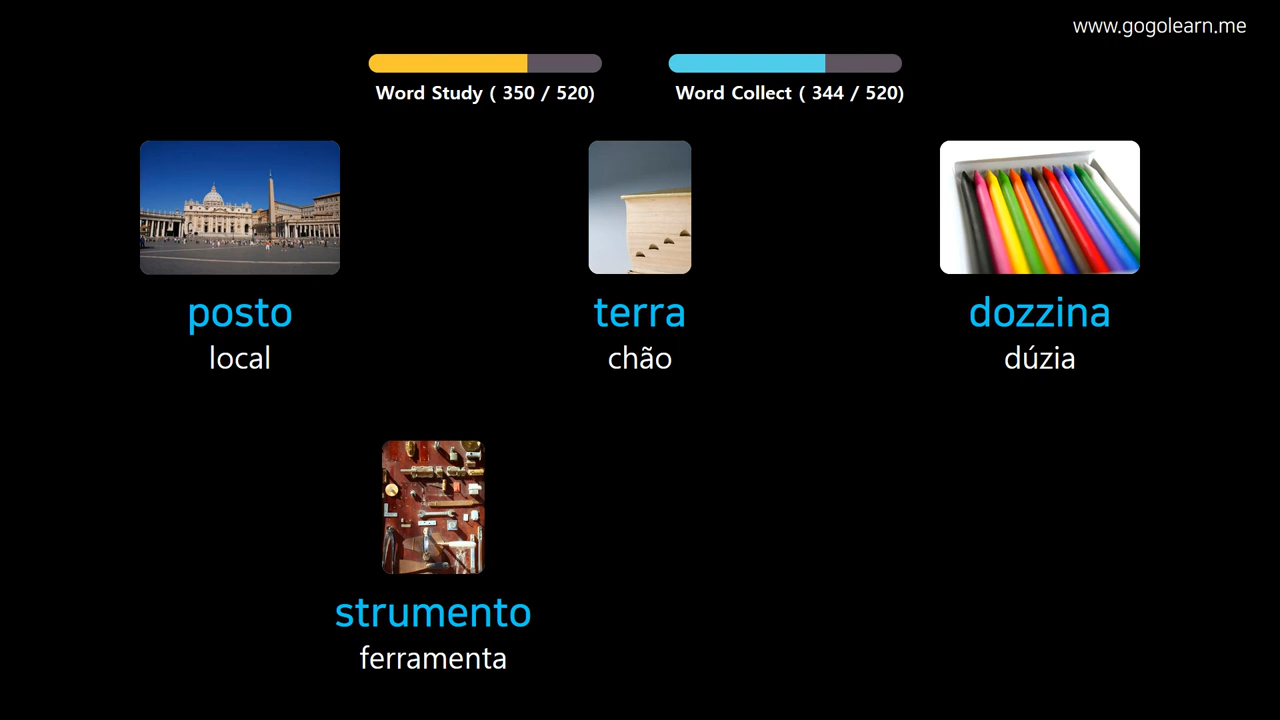 www.gogolearn.me
Word Study ( 350 / 520)
Word Collect ( 344 / 520)
posto
local
terra
chão
dozzina
dúzia
strumento
ferramenta